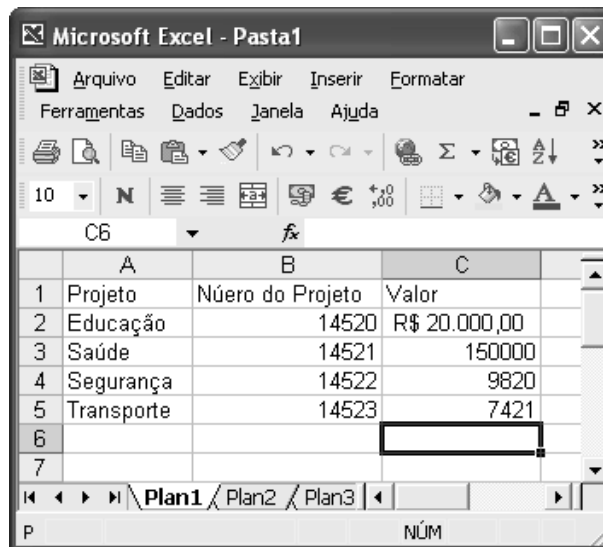 Microsoft Excel - Pasta1
Arquivo Editar Exibir Inserir Formatar
Ferramentas Dados Janela Ajuda
10 N € ,00
C6 fx
A B C
1 Projeto Núero do Projeto Valor
2 Educação 14520 R$ 20.000,00
3 Saúde 14521 150000
4 Segurança 14522 9820
5 Transporte 14523 7421
6
7
Plan1 Plan2 Plan3
P NÚM